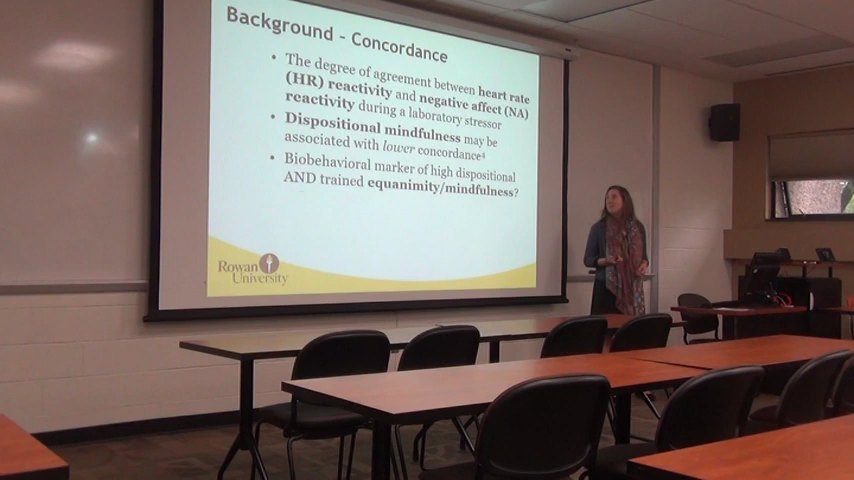 Background - Concordance
• The degree of agreement between heart rate
(HR) reactivity and negative affect (NA)
reactivity during a laboratory stressor
• Dispositional mindfulness may be
associated with lower concordance⁴
• Biobehavioral marker of high dispositional
AND trained equanimity/mindfulness?
Rowan
University